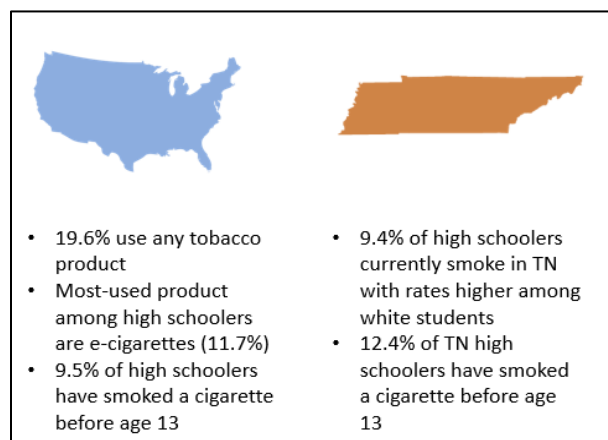 • 19.6% use any tobacco
product
• Most-used product
among high schoolers
are e-cigarettes (11.7%)
• 9.5% of high schoolers
have smoked a cigarette
before age 13
• 9.4% of high schoolers
currently smoke in TN
with rates higher among
white students
• 12.4% of TN high
schoolers have smoked
a cigarette before age
13